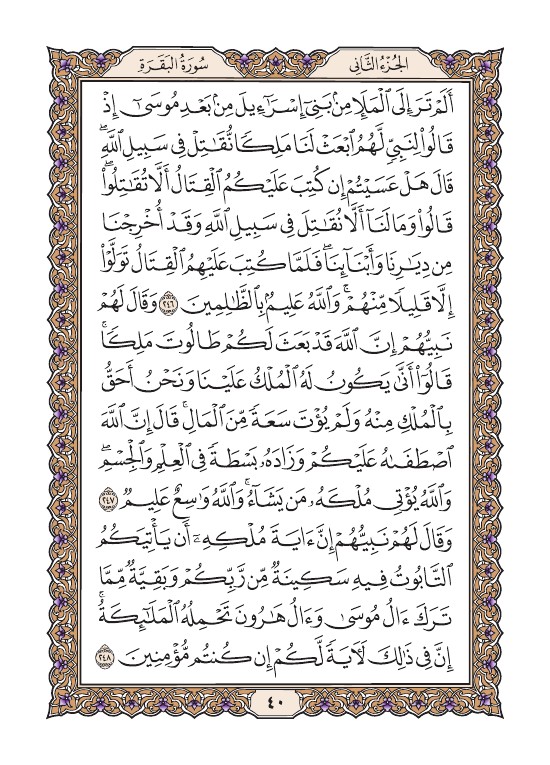 الجُزْءُ الثَّانِي
سُورَةُ البَقَرَةِ
أَلَمْ تَرَ إِلَى ٱلْمَلَإِ مِنۢ بَنِىٓ إِسْرَٰٓءِيلَ مِنۢ بَعْدِ مُوسَىٰٓ إِذْ
قَالُوا۟ لِنَبِىٍّ لَّهُمُ ٱبْعَثْ لَنَا مَلِكًا نُّقَٰتِلْ فِى سَبِيلِ ٱللَّهِ ۖ
قَالَ هَلْ عَسَيْتُمْ إِن كُتِبَ عَلَيْكُمُ ٱلْقِتَالُ أَلَّا تُقَٰتِلُوا۟ ۖ
قَالُوا۟ وَمَا لَنَآ أَلَّا نُقَٰتِلَ فِى سَبِيلِ ٱللَّهِ وَقَدْ أُخْرِجْنَا
مِن دِيَٰرِنَا وَأَبْنَآئِنَا ۖ فَلَمَّا كُتِبَ عَلَيْهِمُ ٱلْقِتَالُ تَوَلَّوْا۟
إِلَّا قَلِيلًا مِّنْهُمْ ۗ وَٱللَّهُ عَلِيمٌۢ بِٱلظَّٰلِمِينَ ٢٤٦ وَقَالَ لَهُمْ
نَبِيُّهُمْ إِنَّ ٱللَّهَ قَدْ بَعَثَ لَكُمْ طَالُوتَ مَلِكًا ۚ
قَالُوٓا۟ أَنَّىٰ يَكُونُ لَهُ ٱلْمُلْكُ عَلَيْنَا وَنَحْنُ أَحَقُّ
بِٱلْمُلْكِ مِنْهُ وَلَمْ يُؤْتَ سَعَةً مِّنَ ٱلْمَالِ ۚ قَالَ إِنَّ ٱللَّهَ
ٱصْطَفَىٰهُ عَلَيْكُمْ وَزَادَهُۥ بَسْطَةً فِى ٱلْعِلْمِ وَٱلْجِسْمِ ۖ
وَٱللَّهُ يُؤْتِى مُلْكَهُۥ مَن يَشَآءُ ۚ وَٱللَّهُ وَٰسِعٌ عَلِيمٌ ٢٤٧
وَقَالَ لَهُمْ نَبِيُّهُمْ إِنَّ ءَايَةَ مُلْكِهِۦٓ أَن يَأْتِيَكُمُ
ٱلتَّابُوتُ فِيهِ سَكِينَةٌ مِّن رَّبِّكُمْ وَبَقِيَّةٌ مِّمَّا
تَرَكَ ءَالُ مُوسَىٰ وَءَالُ هَٰرُونَ تَحْمِلُهُ ٱلْمَلَٰٓئِكَةُ ۚ
إِنَّ فِى ذَٰلِكَ لَءَايَةً لَّكُمْ إِن كُنتُم مُّؤْمِنِينَ ٢٤٨
٤٠